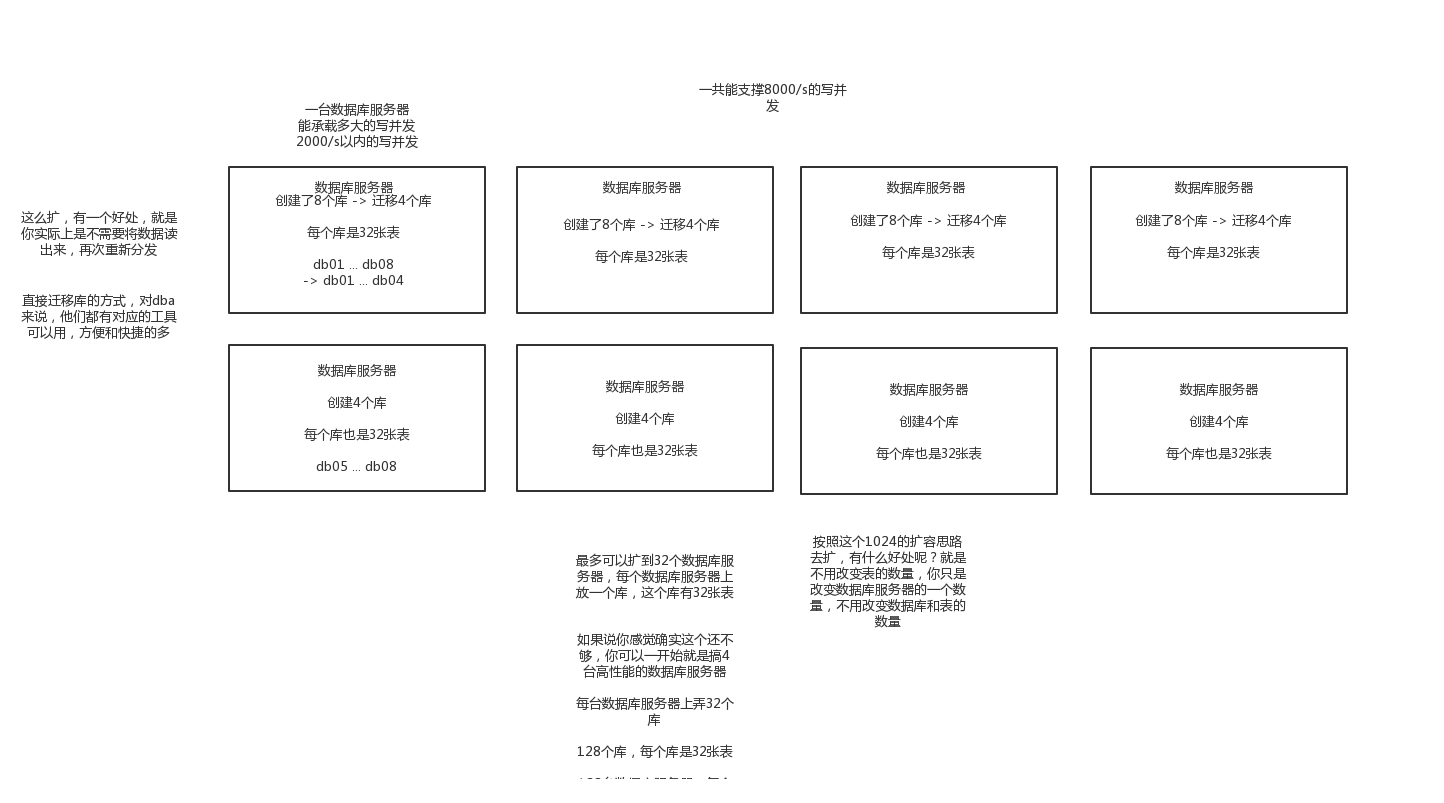 一共能支撑8000/s的写并
发
一台数据库服务器
能承载多大的写并发
2000/s以内的写并发
这么扩，有一个好处，就是
你实际上是不需要将数据读
出来，再次重新分发
直接迁移库的方式，对dba
来说，他们都有对应的工具
可以用，方便和快捷的多
数据库服务器
创建了8个库 -> 迁移4个库
每个库是32张表
db01 ... db08
-> db01 ... db04
数据库服务器
创建了8个库 -> 迁移4个库
每个库是32张表
数据库服务器
创建了8个库 -> 迁移4个库
每个库是32张表
数据库服务器
创建了8个库 -> 迁移4个库
每个库是32张表
数据库服务器
创建4个库
每个库也是32张表
db05 ... db08
数据库服务器
创建4个库
每个库也是32张表
数据库服务器
创建4个库
每个库也是32张表
数据库服务器
创建4个库
每个库也是32张表
最多可以扩到32个数据库服
务器，每个数据库服务器上
放一个库，这个库有32张表
如果说你感觉确实这个还不
够，你可以一开始就是搞4
台高性能的数据库服务器
每台数据库服务器上弄32个
库
128个库，每个库是32张表
按照这个1024的扩容思路
去扩，有什么好处呢？就是
不用改变表的数量，你只是
改变数据库服务器的一个数
量，不用改变数据库和表的
数量